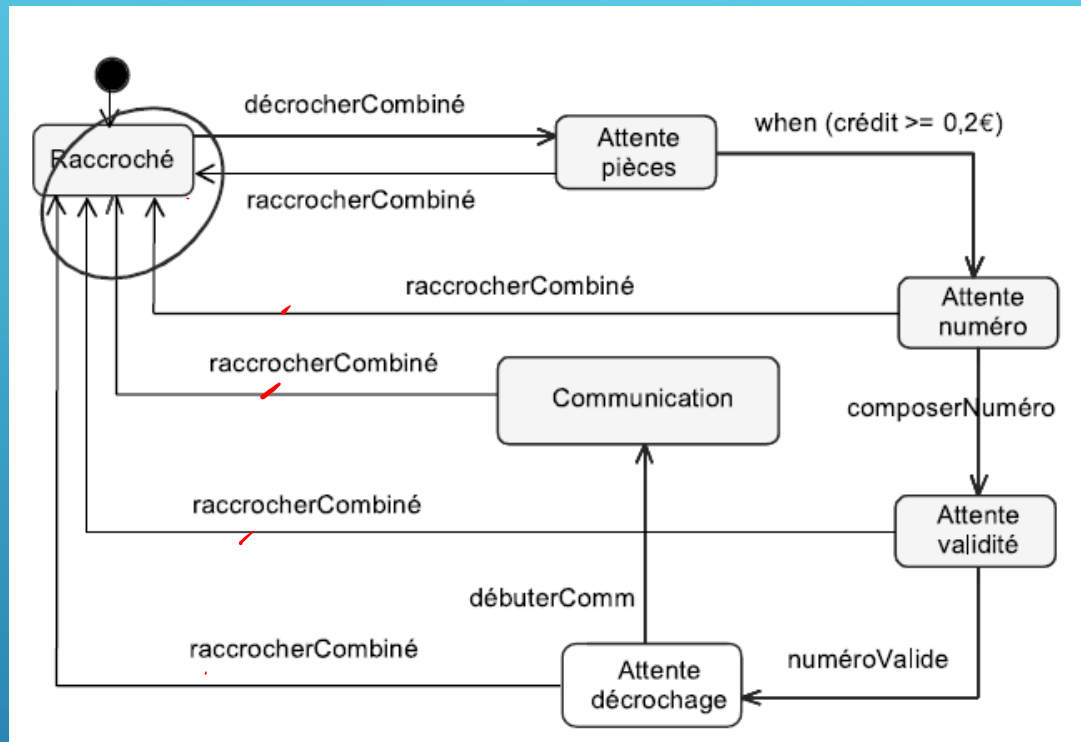 décrocherCombiné
Raccroché
Attente
pièces
when (crédit >= 0,2€)
raccrocherCombiné
raccrocherCombiné
Attente
numéro
raccrocherCombiné
Communication
composerNuméro
raccrocherCombiné
Attente
validité
débuterComm
raccrocherCombiné
Attente
décrochage
numéroValide